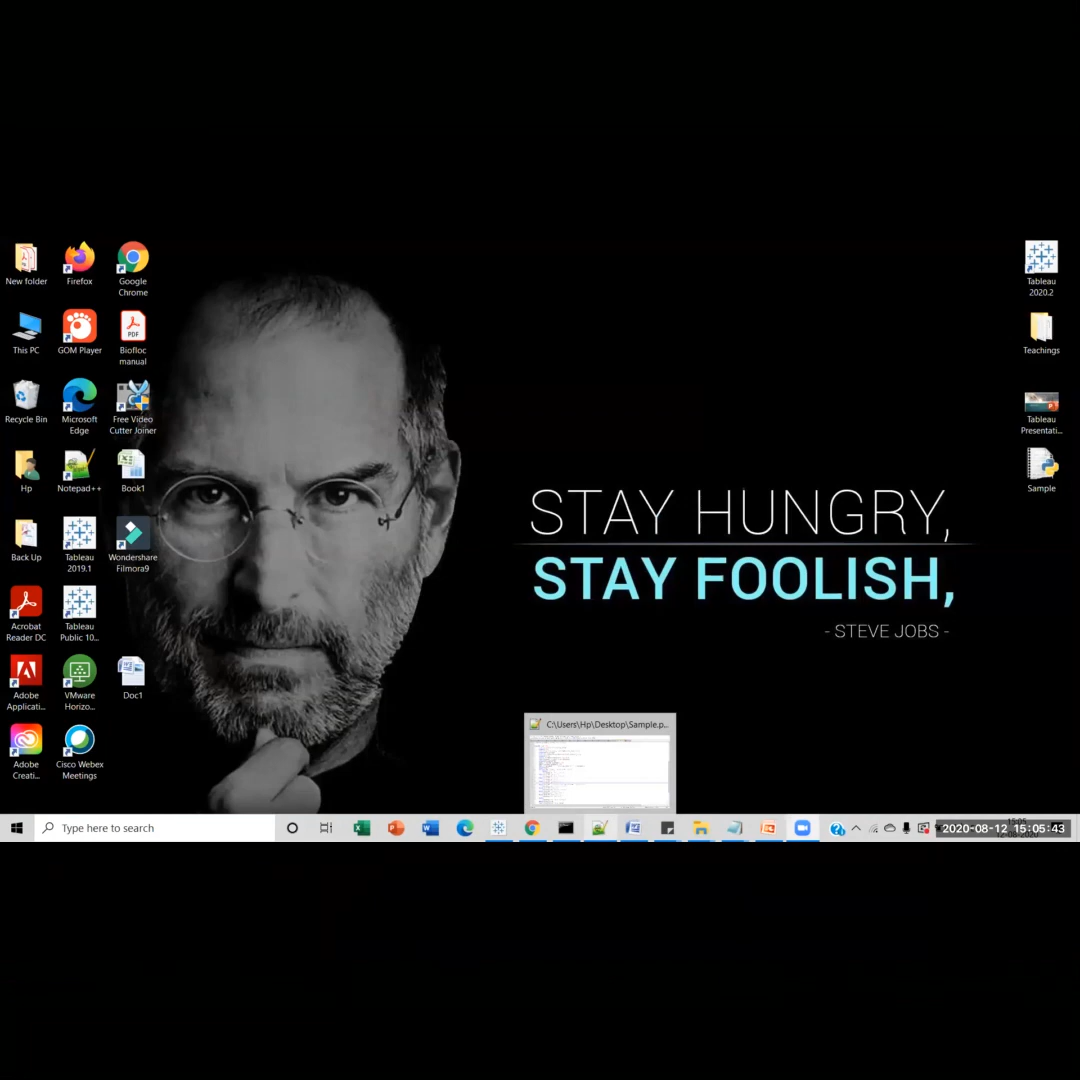 New folder
Firefox
Google
Chrome
Tableau
2020.2
This PC
GOM Player
Biofloc
manual
Teachings
PDF
Recycle Bin
Microsoft
Edge
Free Video
Cutter Joiner
Tableau
Presentati...
Hp
Notepad++
Book1
Sample
STAY HUNGRY,
STAY FOOLISH,
- STEVE JOBS -
Back Up
Tableau
2019.1
Wondershare
Filmora9
Acrobat
Reader DC
Tableau
Public 10...
Adobe
Applicati...
VMware
Horizo...
Doc1
Adobe
Creati...
Cisco Webex
Meetings
C:\Users\Hp\Desktop\Sample.p...
Type here to search
2020-08-12 15:05:43